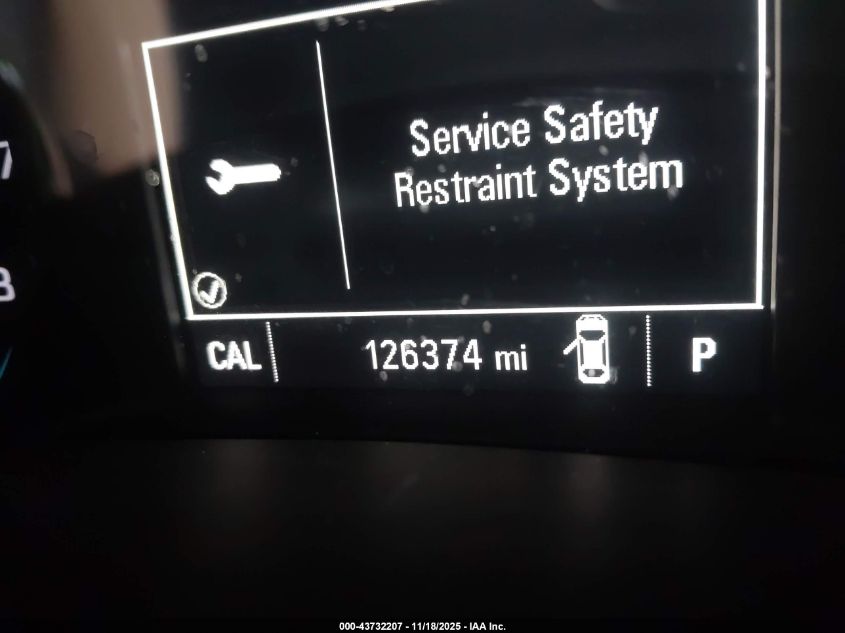 Service Safety
Restraint System
CAL 126374 mi P
000-43732207 - 11/18/2025 - IAA Inc.